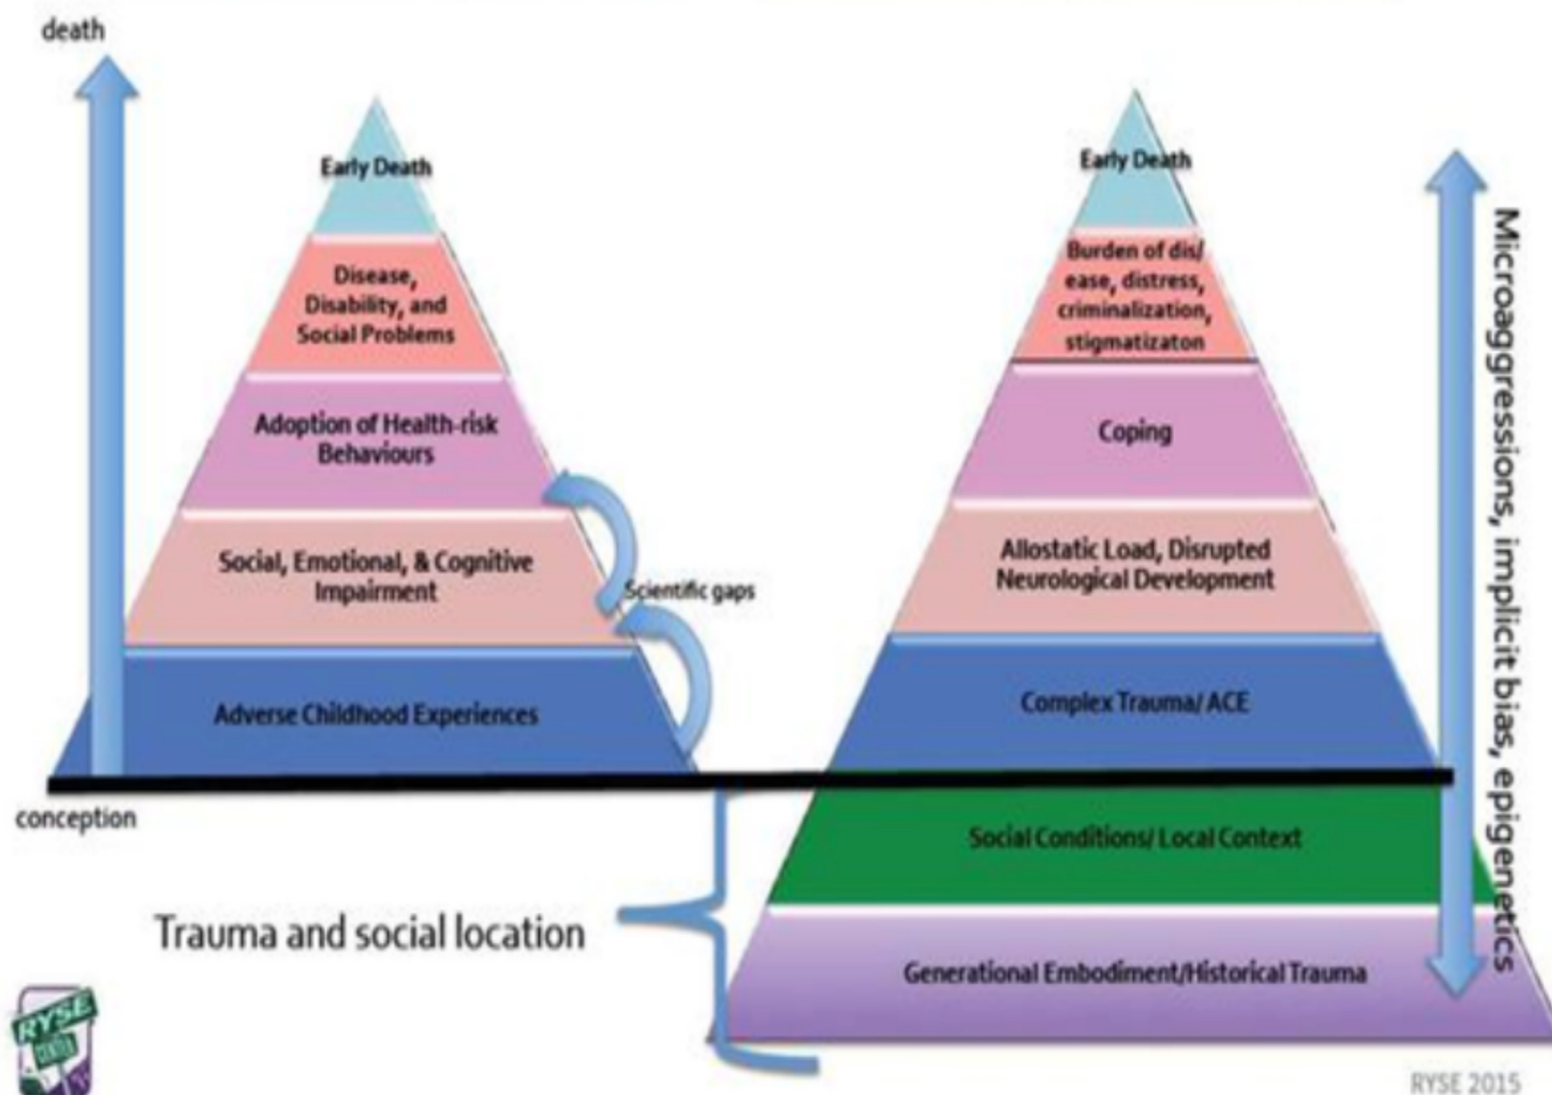 death
Early Death
Disease,
Disability, and
Social Problems
Adoption of Health-risk
Behaviours
Social, Emotional, & Cognitive
Impairment
Scientific gaps
Adverse Childhood Experiences
conception
Early Death
Burden of dis/
ease, distress,
criminalization,
stigmatizaton
Coping
Allostatic Load, Disrupted
Neurological Development
Complex Trauma/ ACE
Social Conditions/ Local Context
Generational Embodiment/Historical Trauma
Microaggressions, implicit bias, epigenetics
Trauma and social location
RYSE
CENTER
RYSE 2015